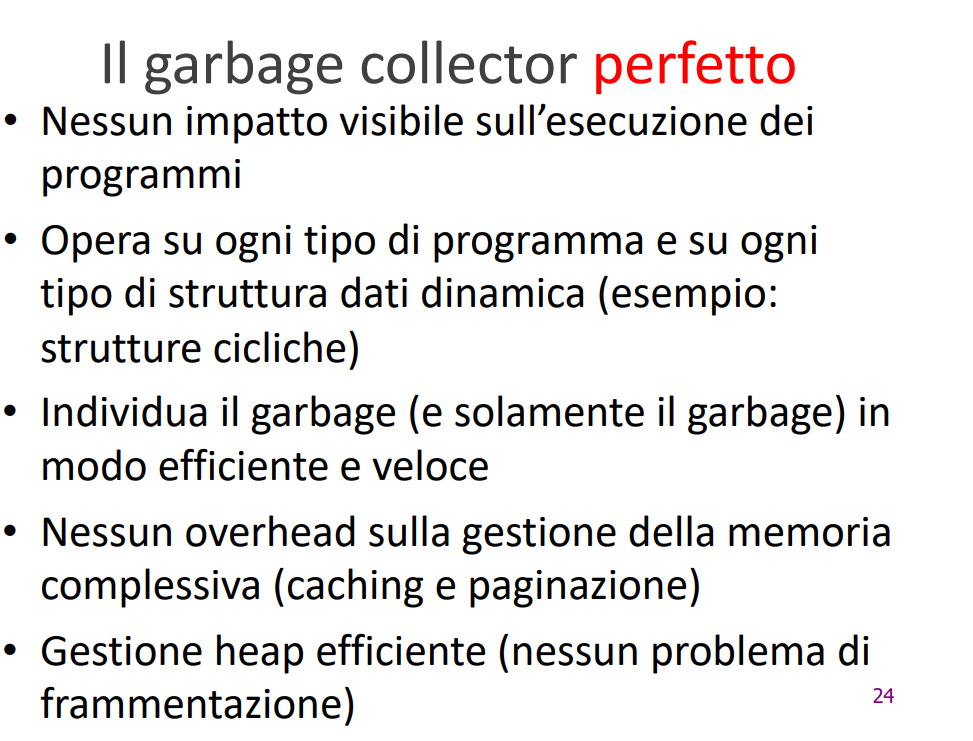 Il garbage collector perfetto
• Nessun impatto visibile sull’esecuzione dei
programmi
• Opera su ogni tipo di programma e su ogni
tipo di struttura dati dinamica (esempio:
strutture cicliche)
• Individua il garbage (e solamente il garbage) in
modo efficiente e veloce
• Nessun overhead sulla gestione della memoria
complessiva (caching e paginazione)
• Gestione heap efficiente (nessun problema di
frammentazione)
24